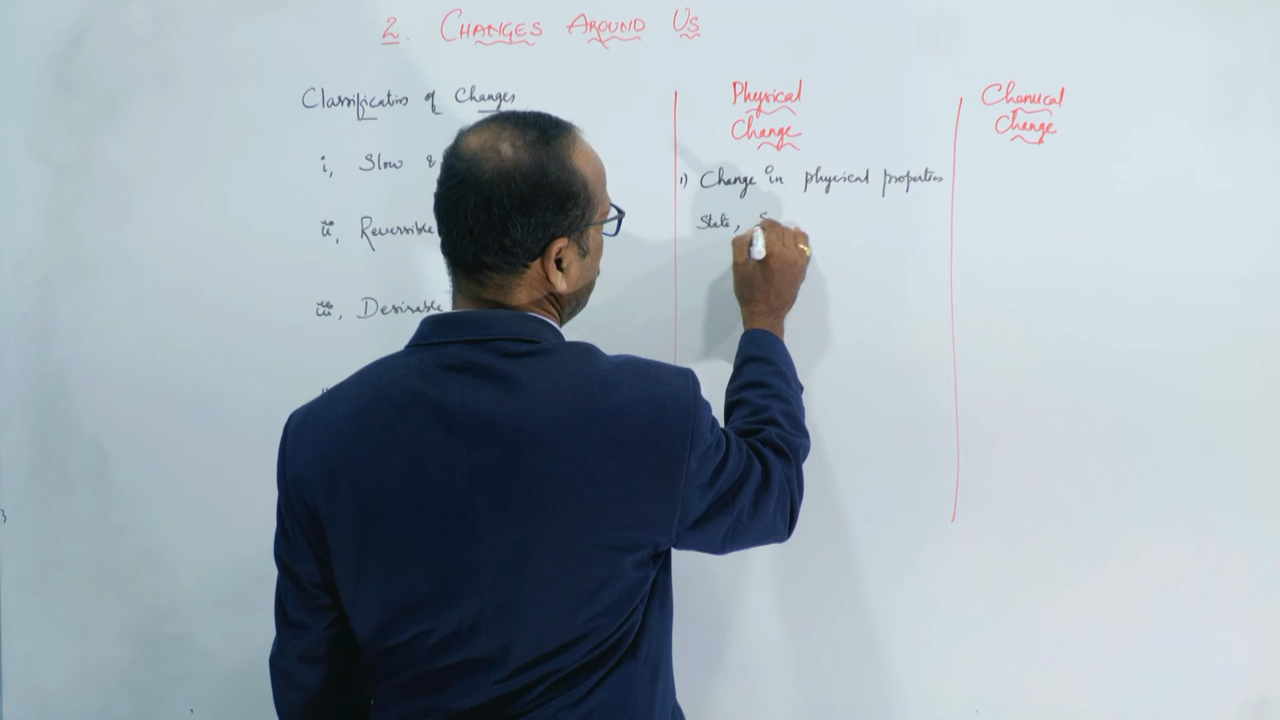 2. CHANGES AROUND US
Classification of Changes
i, Slow &
ii, Reversible
iii, Desirable
Physical
Change
1) Change in physical properties
State, S
Chemical
Change